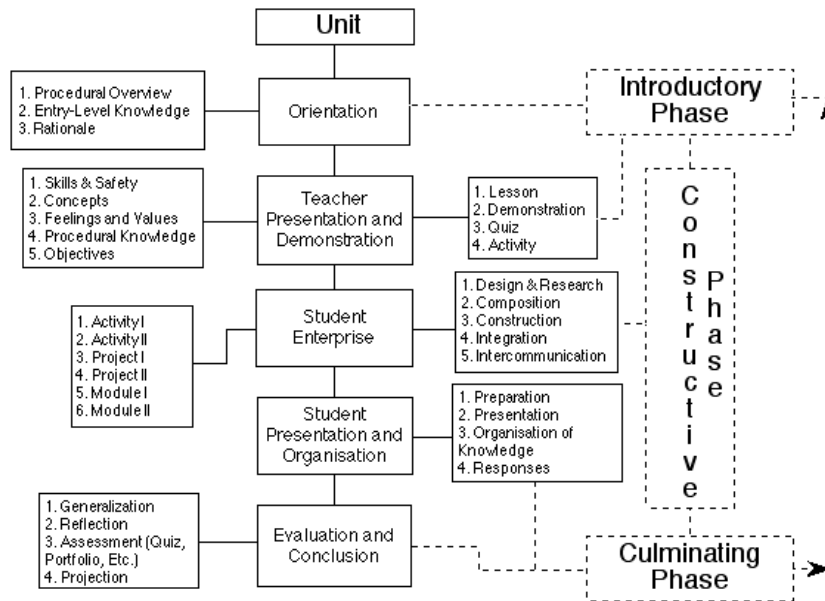 Unit
1. Procedural Overview
2. Entry-Level Knowledge
3. Rationale
Orientation
Introductory
Phase
1. Skills & Safety
2. Concepts
3. Feelings and Values
4. Procedural Knowledge
5. Objectives
Teacher
Presentation and
Demonstration
1. Lesson
2. Demonstration
3. Quiz
4. Activity
Constructive
Phase
1. Activity I
2. Activity II
3. Project I
4. Project II
5. Module I
6. Module II
Student
Enterprise
1. Design & Research
2. Composition
3. Construction
4. Integration
5. Intercommunication
Student
Presentation and
Organisation
1. Preparation
2. Presentation
3. Organisation of
Knowledge
4. Responses
1. Generalization
2. Reflection
3. Assessment (Quiz,
Portfolio, Etc.)
4. Projection
Evaluation and
Conclusion
Culminating
Phase